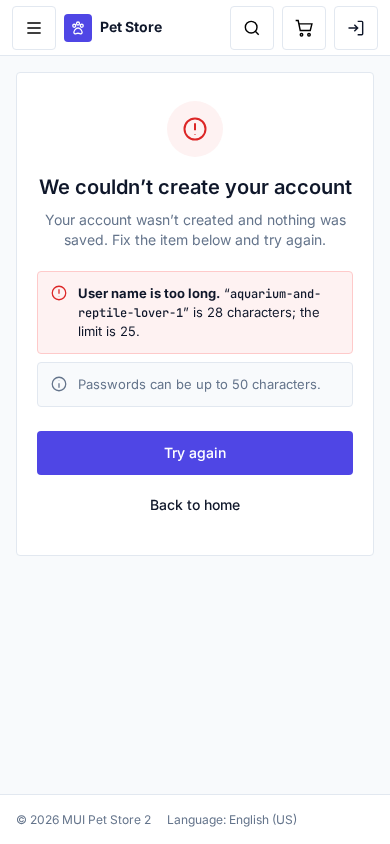 Pet Store
We couldn’t create your account
Your account wasn’t created and nothing was
saved. Fix the item below and try again.
User name is too long. “aquarium-and-
reptile-lover-1” is 28 characters; the
limit is 25.
Passwords can be up to 50 characters.
Try again
Back to home
© 2026 MUI Pet Store 2 Language: English (US)